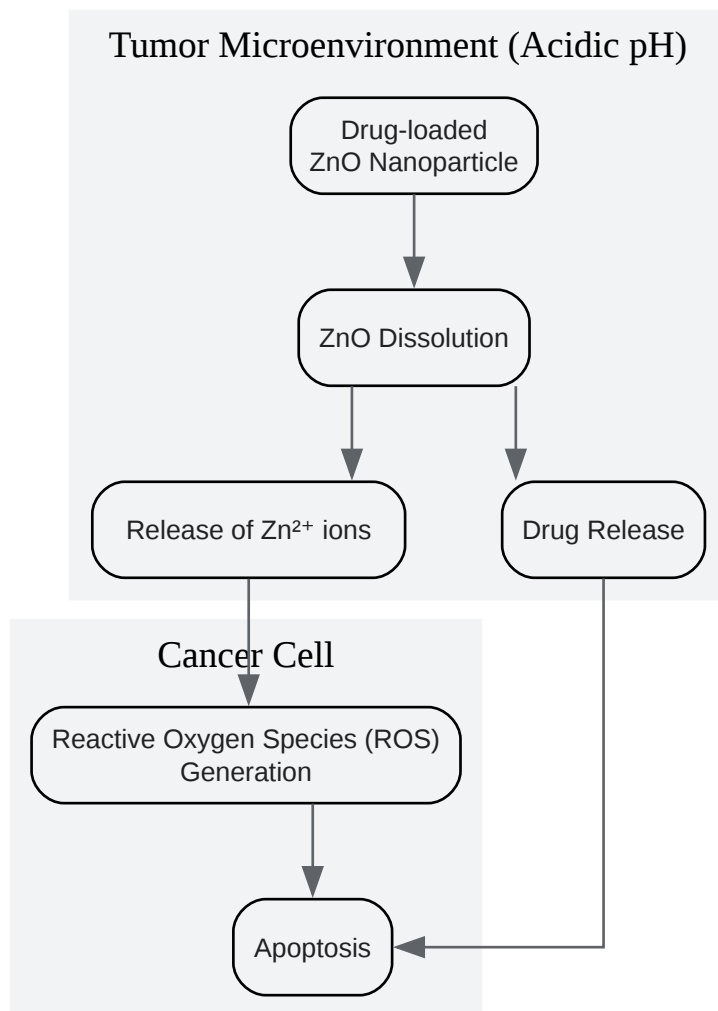 Tumor Microenvironment (Acidic pH)
Drug-loaded
ZnO Nanoparticle
ZnO Dissolution
Release of Zn²⁺ ions
Drug Release
Cancer Cell
Reactive Oxygen Species (ROS)
Generation
Apoptosis